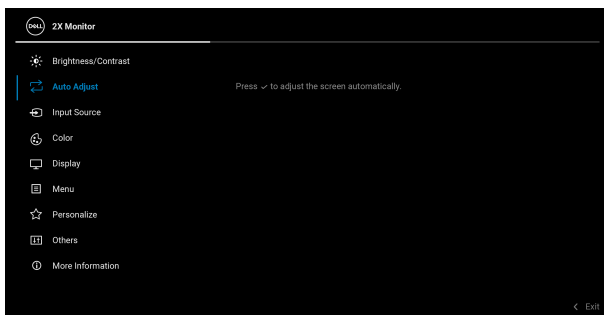 DELL 2X Monitor
Brightness/Contrast
Auto Adjust
Press ✓ to adjust the screen automatically.
Input Source
Color
Display
Menu
Personalize
Others
More Information
< Exit